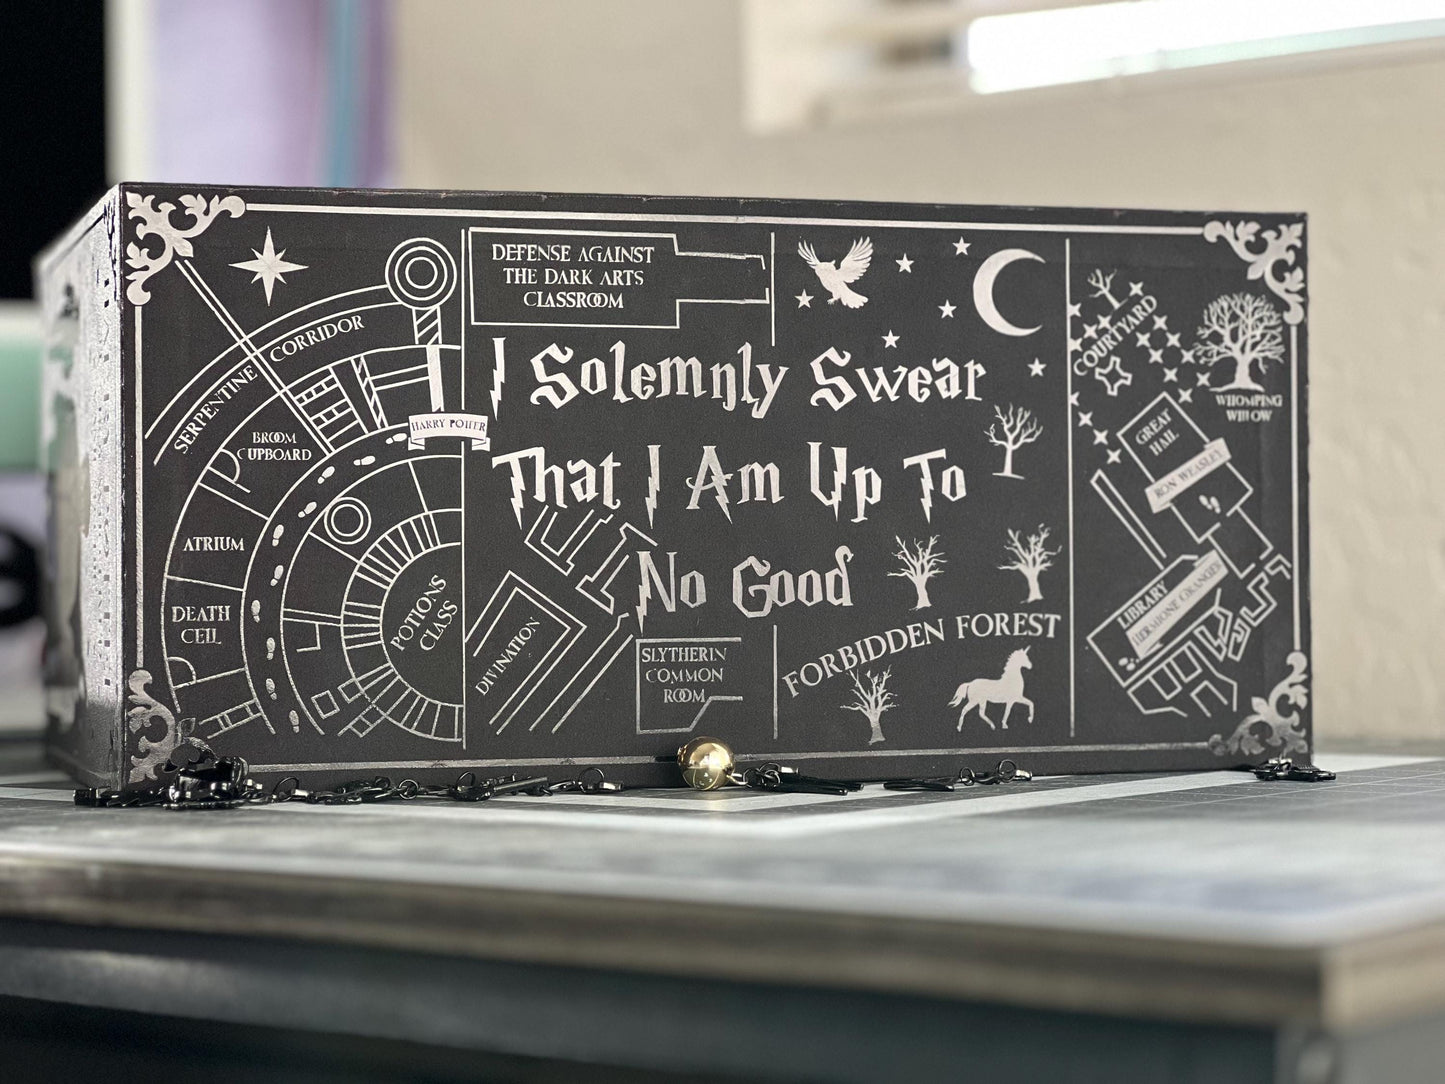 DEFENSE AGAINST
THE DARK ARTS
CLASSROOM
SERPENTINE CORRIDOR
BROOM
CUPBOARD
HARRY POTTER
ATRIUM
DEATH
CELL
POTIONS
CLASS
I Solemnly Swear
That I Am Up To
No Good
DIVINATION
SLYTHERIN
COMMON
ROOM
FORBIDDEN FOREST
COURTYARD
WHOMPING
WILLOW
GREAT
HALL
RON WEASLEY
LIBRARY
HERMIONE GRANGER